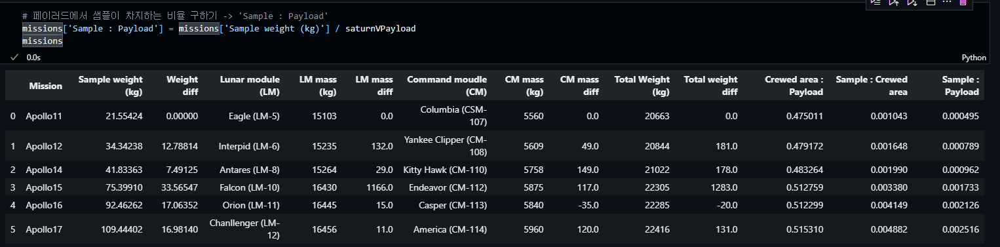 # 페이러드에서 샘플이 차지하는 비율 구하기 -> 'Sample : Payload'
missions['Sample : Payload'] = missions['Sample weight (kg)'] / saturnVPayload
missions
0.0s
Python
Mission Sample weight (kg) Weight diff Lunar module (LM) LM mass (kg) LM mass diff Command moudle (CM) CM mass (kg) CM mass diff Total Weight (kg) Total weight diff Crewed area : Payload Sample : Crewed area Sample : Payload
0 Apollo11 21.55424 0.00000 Eagle (LM-5) 15103 0.0 Columbia (CSM-107) 5560 0.0 20663 0.0 0.475011 0.001043 0.000495
1 Apollo12 34.34238 12.78814 Interpid (LM-6) 15235 132.0 Yankee Clipper (CM-108) 5609 49.0 20844 181.0 0.479172 0.001648 0.000789
2 Apollo14 41.83363 7.49125 Antares (LM-8) 15264 29.0 Kitty Hawk (CM-110) 5758 149.0 21022 178.0 0.483264 0.001990 0.000962
3 Apollo15 75.39910 33.56547 Falcon (LM-10) 16430 1166.0 Endeavor (CM-112) 5875 117.0 22305 1283.0 0.512759 0.003380 0.001733
4 Apollo16 92.46262 17.06352 Orion (LM-11) 16445 15.0 Casper (CM-113) 5840 -35.0 22285 -20.0 0.512299 0.004149 0.002126
5 Apollo17 109.44402 16.98140 Chanllenger (LM-12) 16456 11.0 America (CM-114) 5960 120.0 22416 131.0 0.515310 0.004882 0.002516